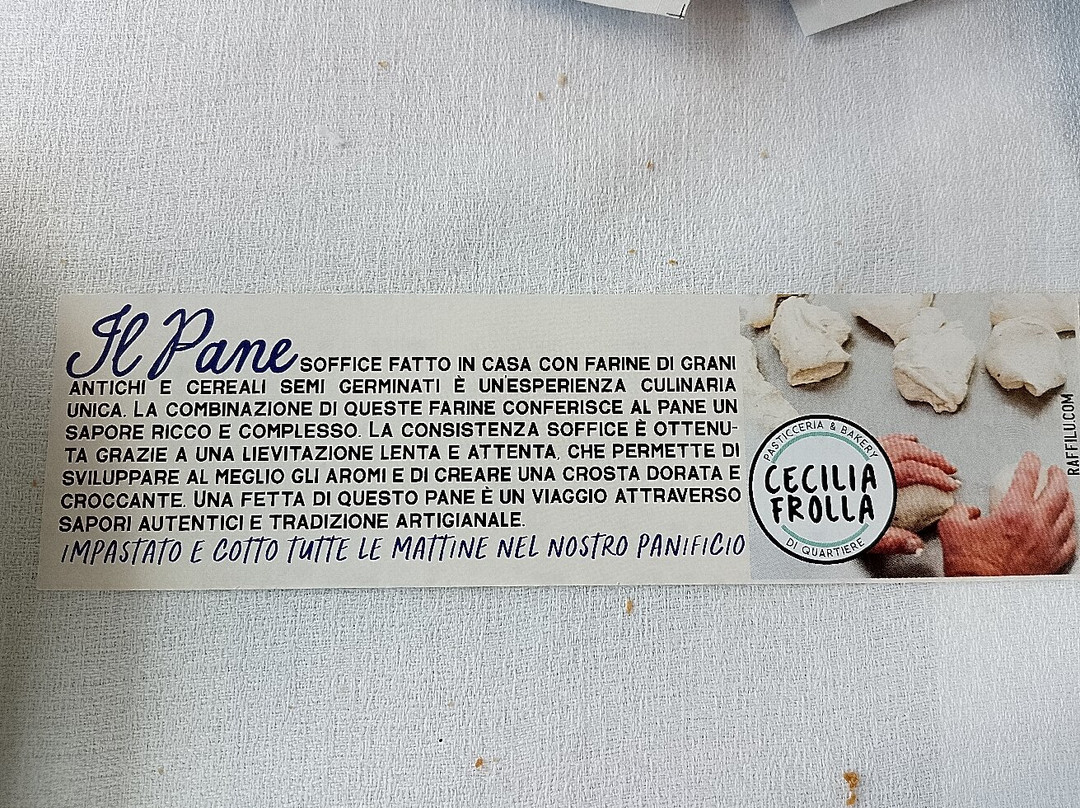 Il Pane SOFFICE FATTO IN CASA CON FARINE DI GRANI
ANTICHI E CEREALI SEMI GERMINATI È UN'ESPERIENZA CULINARIA
UNICA. LA COMBINAZIONE DI QUESTE FARINE CONFERISCE AL PANE UN
SAPORE RICCO E COMPLESSO. LA CONSISTENZA SOFFICE È OTTENU-
TA GRAZIE A UNA LIEVITAZIONE LENTA E ATTENTA, CHE PERMETTE DI
SVILUPPARE AL MEGLIO GLI AROMI E DI CREARE UNA CROSTA DORATA E
CROCCANTE. UNA FETTA DI QUESTO PANE È UN VIAGGIO ATTRAVERSO
SAPORI AUTENTICI E TRADIZIONE ARTIGIANALE.
IMPASTATO E COTTO TUTTE LE MATTINE NEL NOSTRO PANIFICIO
PASTICCERIA & BAKERY
CECILIA
FROLLA
DI QUARTIERE
RAFFILU.COM